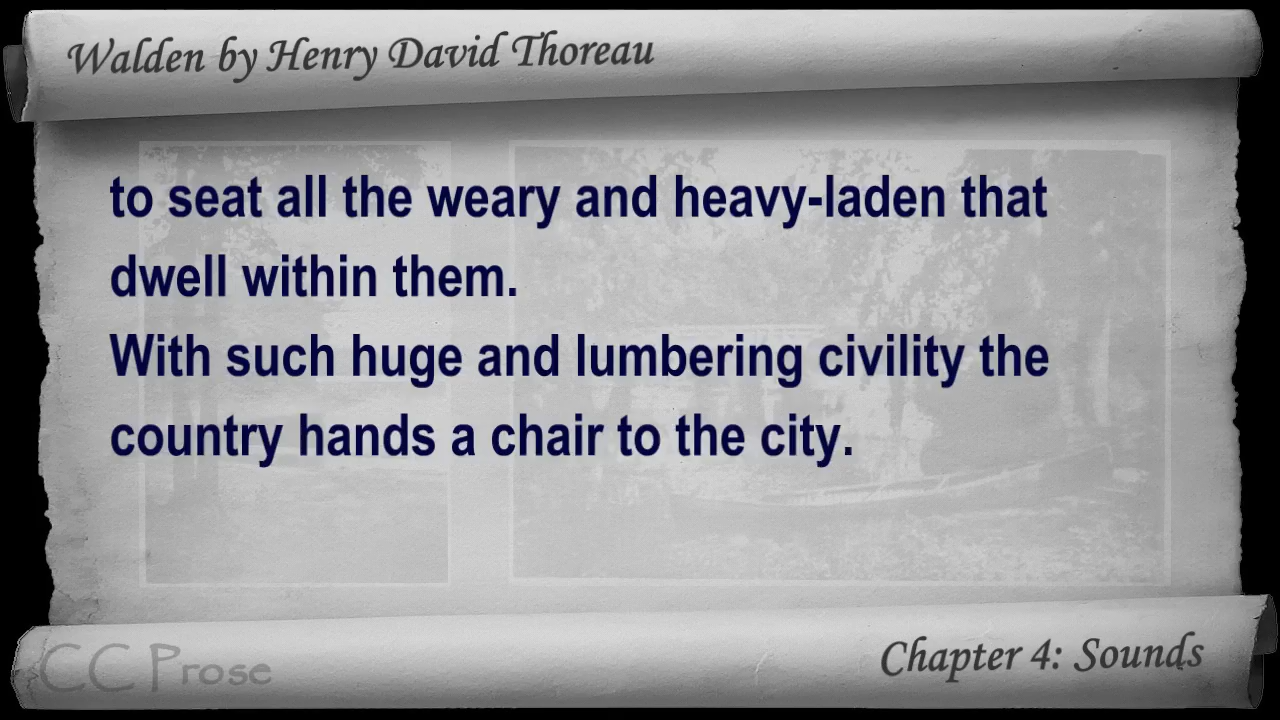 Walden by Henry David Thoreau
to seat all the weary and heavy-laden that
dwell within them.
With such huge and lumbering civility the
country hands a chair to the city.
CC Prose
Chapter 4: Sounds